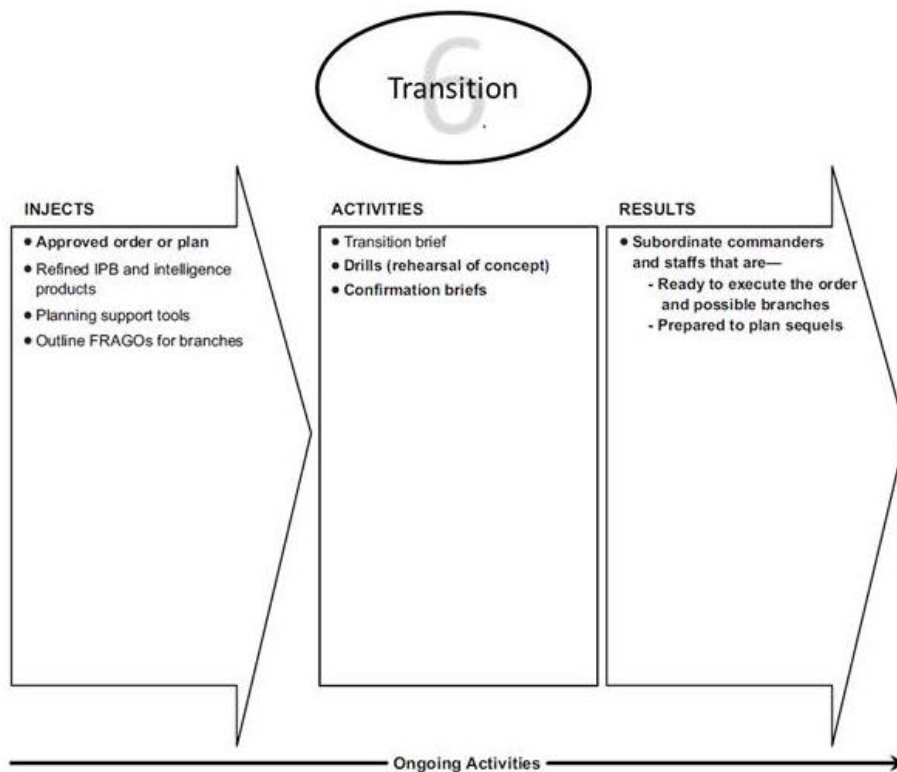 6
Transition
INJECTS
● Approved order or plan
● Refined IPB and intelligence
products
● Planning support tools
● Outline FRAGOs for branches
ACTIVITIES
● Transition brief
● Drills (rehearsal of concept)
● Confirmation briefs
RESULTS
● Subordinate commanders
and staffs that are—
- Ready to execute the order
and possible branches
- Prepared to plan sequels
Ongoing Activities